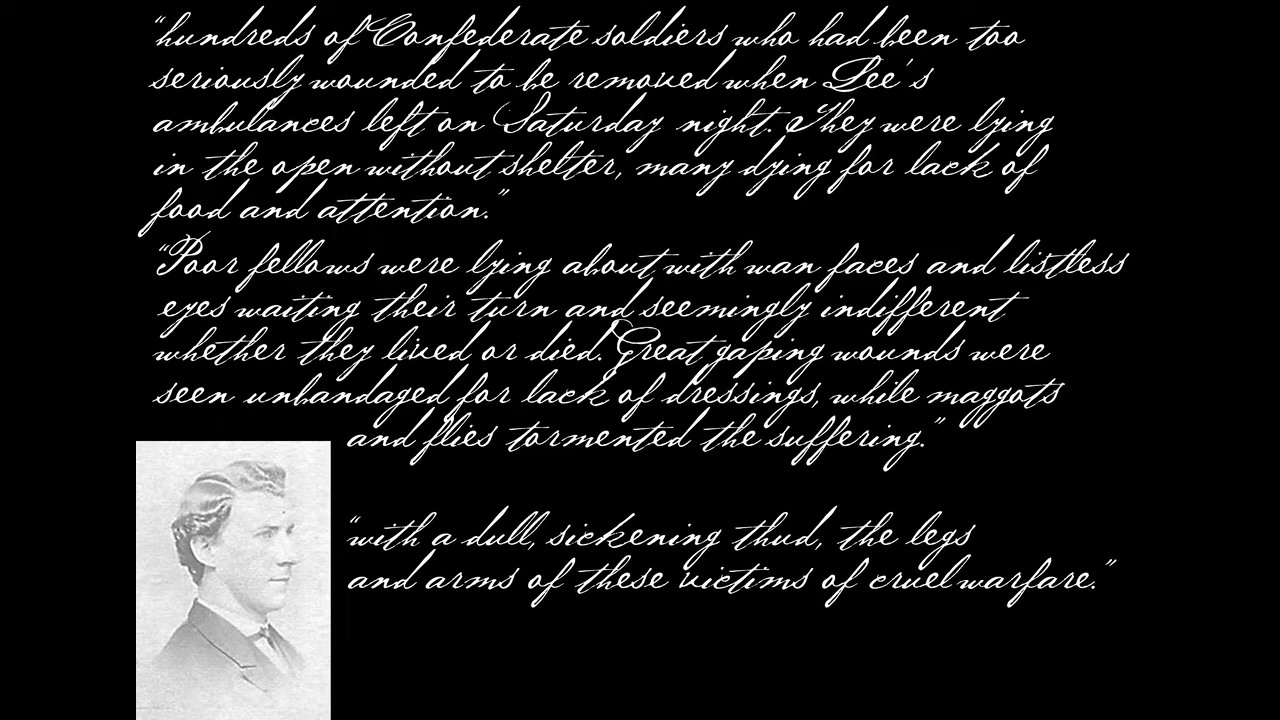 “hundreds of Confederate soldiers who had been too
seriously wounded to be removed when Lee's
ambulances left on Saturday night. They were lying
in the open without shelter, many dying for lack of
food and attention.”
“Poor fellows were lying about, with wan faces and listless
eyes waiting their turn and seemingly indifferent
whether they lived or died. Great gaping wounds were
seen unbandaged for lack of dressings, while maggots
and flies tormented the suffering.”
“with a dull, sickening thud, the legs
and arms of these victims of cruel warfare.”